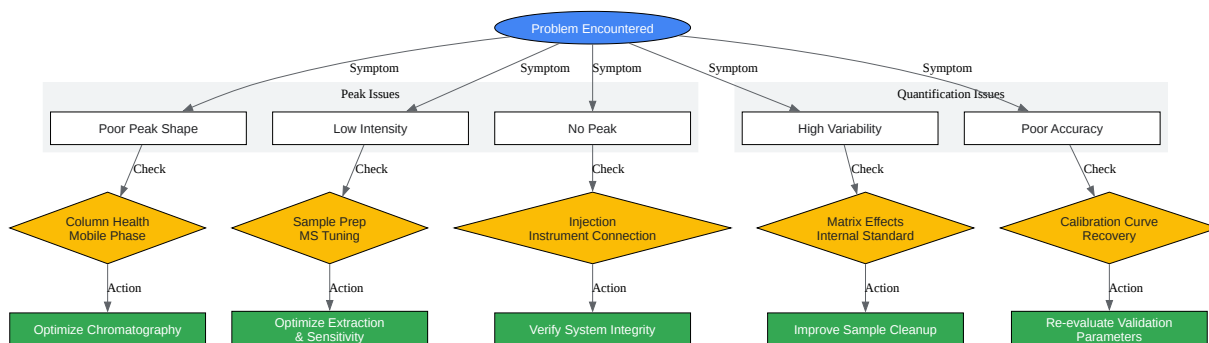 Problem Encountered
Symptom
Symptom
Symptom
Symptom
Symptom
Peak Issues
Quantification Issues
Poor Peak Shape
Low Intensity
No Peak
High Variability
Poor Accuracy
Check
Check
Check
Check
Check
Column Health
Mobile Phase
Sample Prep
MS Tuning
Injection
Instrument Connection
Matrix Effects
Internal Standard
Calibration Curve
Recovery
Action
Action
Action
Action
Action
Optimize Chromatography
Optimize Extraction
& Sensitivity
Verify System Integrity
Improve Sample Cleanup
Re-evaluate Validation
Parameters